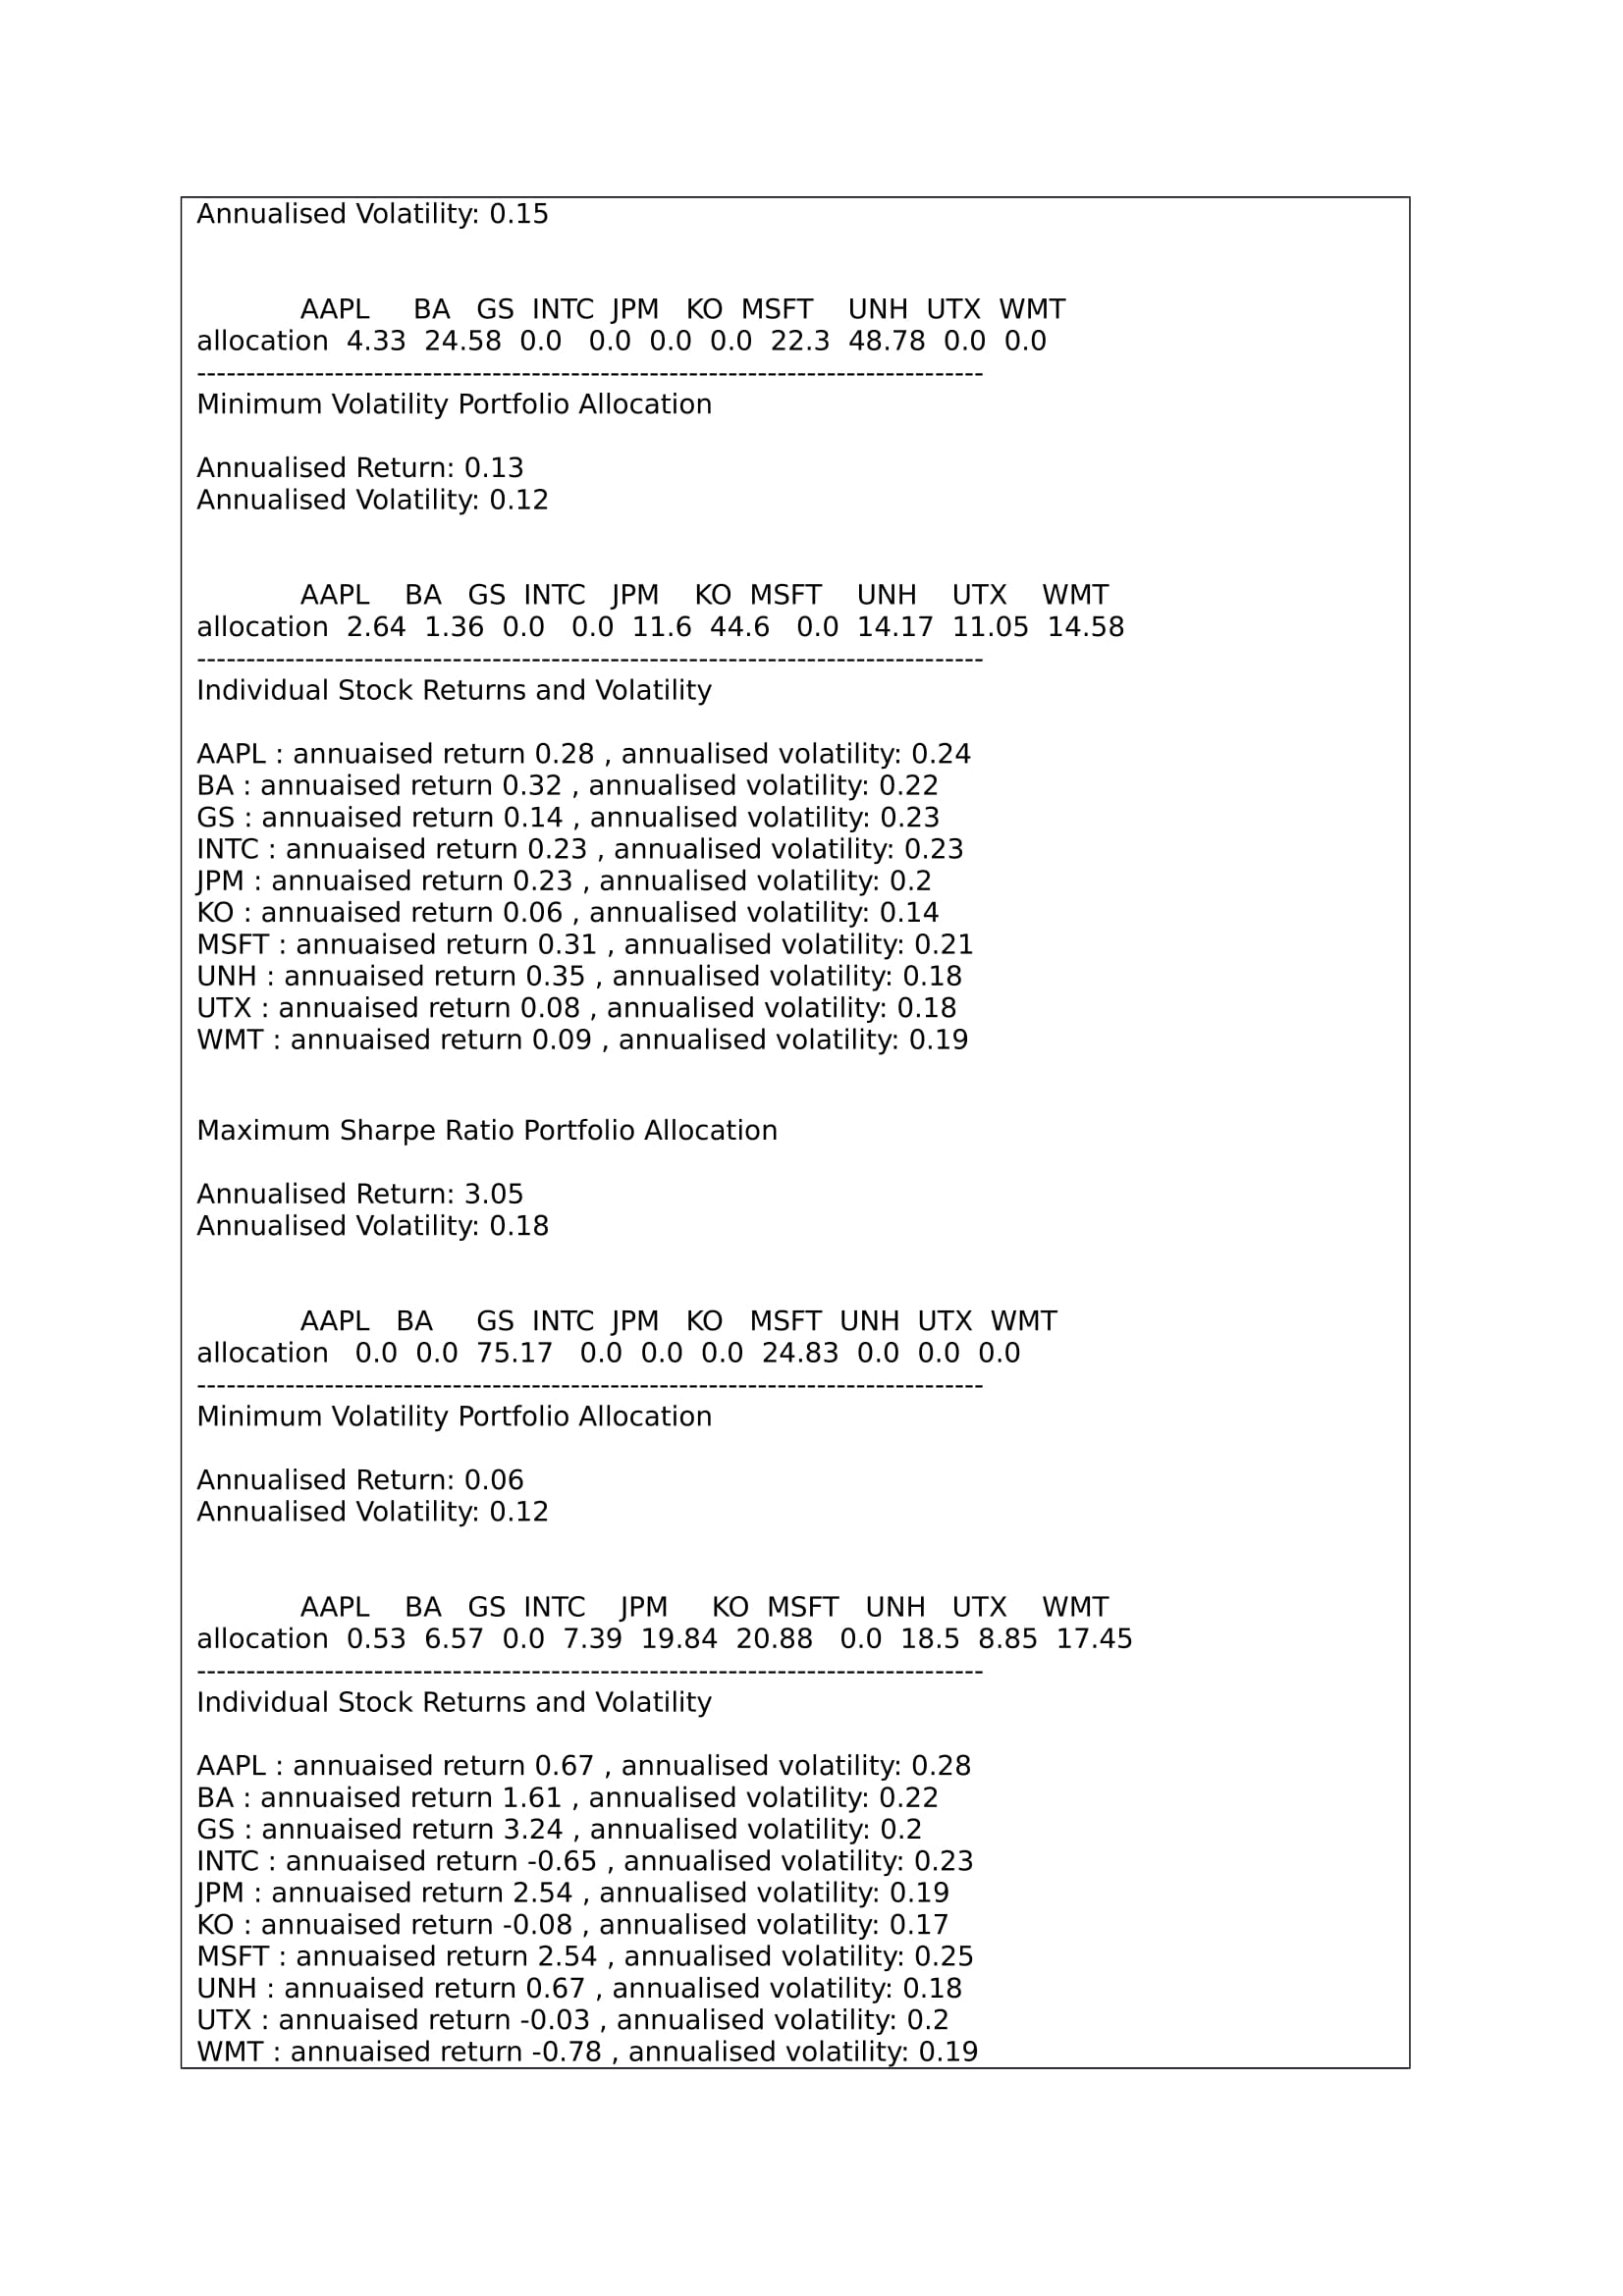 Annualised Volatility: 0.15
AAPL BA GS INTC JPM KO MSFT UNH UTX WMT
allocation 4.33 24.58 0.0 0.0 0.0 0.0 22.3 48.78 0.0 0.0
--------------------------------------------------------------------------------
Minimum Volatility Portfolio Allocation
Annualised Return: 0.13
Annualised Volatility: 0.12
AAPL BA GS INTC JPM KO MSFT UNH UTX WMT
allocation 2.64 1.36 0.0 0.0 11.6 44.6 0.0 14.17 11.05 14.58
--------------------------------------------------------------------------------
Individual Stock Returns and Volatility
AAPL : annuaised return 0.28 , annualised volatility: 0.24
BA : annuaised return 0.32 , annualised volatility: 0.22
GS : annuaised return 0.14 , annualised volatility: 0.23
INTC : annuaised return 0.23 , annualised volatility: 0.23
JPM : annuaised return 0.23 , annualised volatility: 0.2
KO : annuaised return 0.06 , annualised volatility: 0.14
MSFT : annuaised return 0.31 , annualised volatility: 0.21
UNH : annuaised return 0.35 , annualised volatility: 0.18
UTX : annuaised return 0.08 , annualised volatility: 0.18
WMT : annuaised return 0.09 , annualised volatility: 0.19
Maximum Sharpe Ratio Portfolio Allocation
Annualised Return: 3.05
Annualised Volatility: 0.18
AAPL BA GS INTC JPM KO MSFT UNH UTX WMT
allocation 0.0 0.0 75.17 0.0 0.0 0.0 24.83 0.0 0.0 0.0
--------------------------------------------------------------------------------
Minimum Volatility Portfolio Allocation
Annualised Return: 0.06
Annualised Volatility: 0.12
AAPL BA GS INTC JPM KO MSFT UNH UTX WMT
allocation 0.53 6.57 0.0 7.39 19.84 20.88 0.0 18.5 8.85 17.45
--------------------------------------------------------------------------------
Individual Stock Returns and Volatility
AAPL : annuaised return 0.67 , annualised volatility: 0.28
BA : annuaised return 1.61 , annualised volatility: 0.22
GS : annuaised return 3.24 , annualised volatility: 0.2
INTC : annuaised return -0.65 , annualised volatility: 0.23
JPM : annuaised return 2.54 , annualised volatility: 0.19
KO : annuaised return -0.08 , annualised volatility: 0.17
MSFT : annuaised return 2.54 , annualised volatility: 0.25
UNH : annuaised return 0.67 , annualised volatility: 0.18
UTX : annuaised return -0.03 , annualised volatility: 0.2
WMT : annuaised return -0.78 , annualised volatility: 0.19